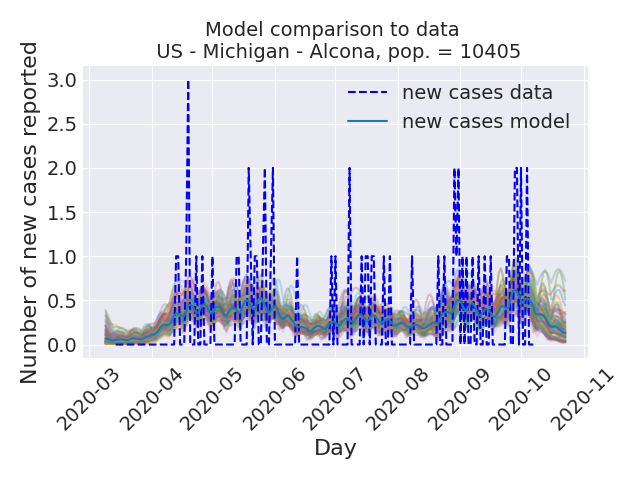 Model comparison to data
US - Michigan - Alcona, pop. = 10405
Number of new cases reported
3.0
2.5
2.0
1.5
1.0
0.5
0.0
new cases data
new cases model
2020-03
2020-04
2020-05
2020-06
2020-07
2020-08
2020-09
2020-10
2020-11
Day